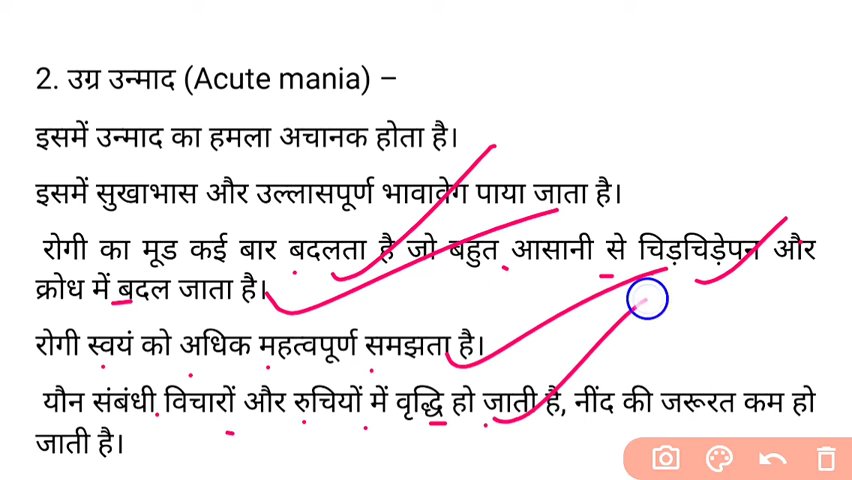 2. उग्र उन्माद (Acute mania) –
इसमें उन्माद का हमला अचानक होता है।
इसमें सुखाभास और उल्लासपूर्ण भावावेग पाया जाता है।
रोगी का मूड कई बार बदलता है जो बहुत आसानी से चिड़चिड़ेपन और
क्रोध में बदल जाता है।
रोगी स्वयं को अधिक महत्वपूर्ण समझता है।
यौन संबंधी विचारों और रुचियों में वृद्धि हो जाती है, नींद की जरूरत कम हो
जाती है।